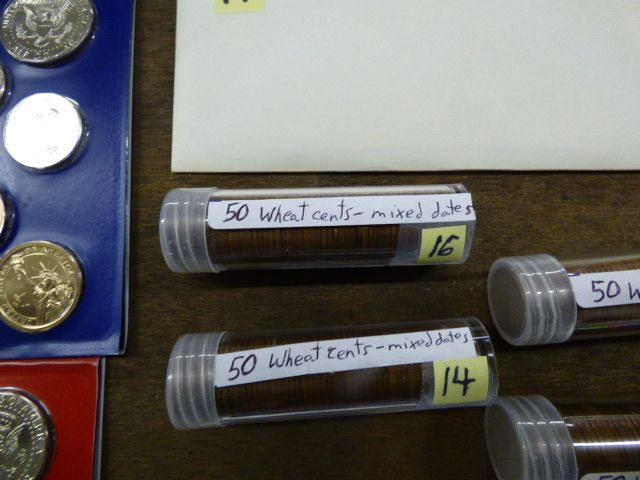 50 Wheat cents - mixed dates
16
50 W
50 Wheat cents - mixed dates
14